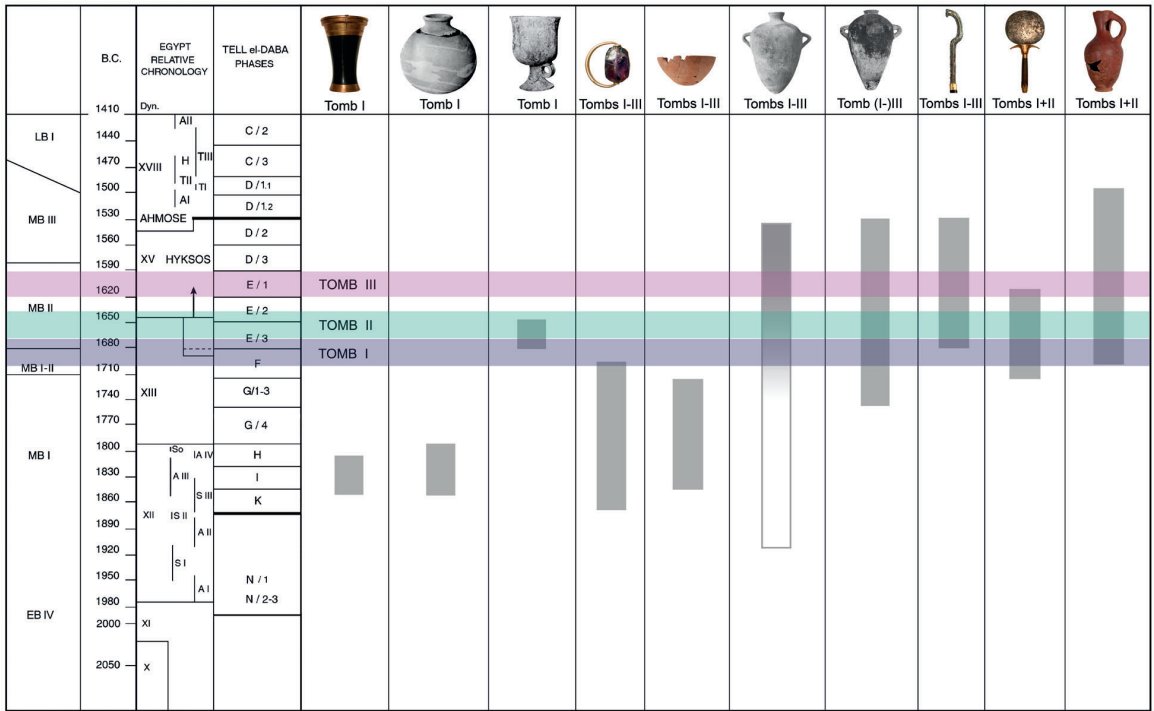 B.C.
EGYPT
RELATIVE
CHRONOLOGY
TELL el-DABA
PHASES
Dyn.
Tomb I
Tomb I
Tomb I
Tombs I-III
Tombs I-III
Tombs I-III
Tomb (I-)III
Tombs I-III
Tombs I+II
Tombs I+II
LB I
MB III
MB II
MB I-II
MB I
EB IV
1410
1440
1470
1500
1530
1560
1590
1620
1650
1680
1710
1740
1770
1800
1830
1860
1890
1920
1950
1980
2000
2050
AII
TIII
H
XVIII
TII
TI
AI
AHMOSE
XV HYKSOS
XIII
So
A IV
A III
S III
XII
S II
A II
S I
A I
XI
X
C / 2
C / 3
D / 1.1
D / 1.2
D / 2
D / 3
E / 1
E / 2
E / 3
F
G/1-3
G / 4
H
I
K
N / 1
N / 2-3
TOMB III
TOMB II
TOMB I